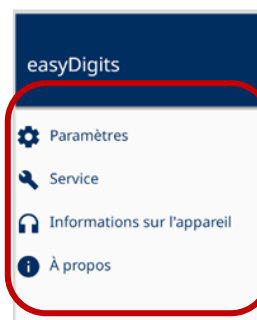 easyDigits
Paramètres
Service
Informations sur l'appareil
À propos